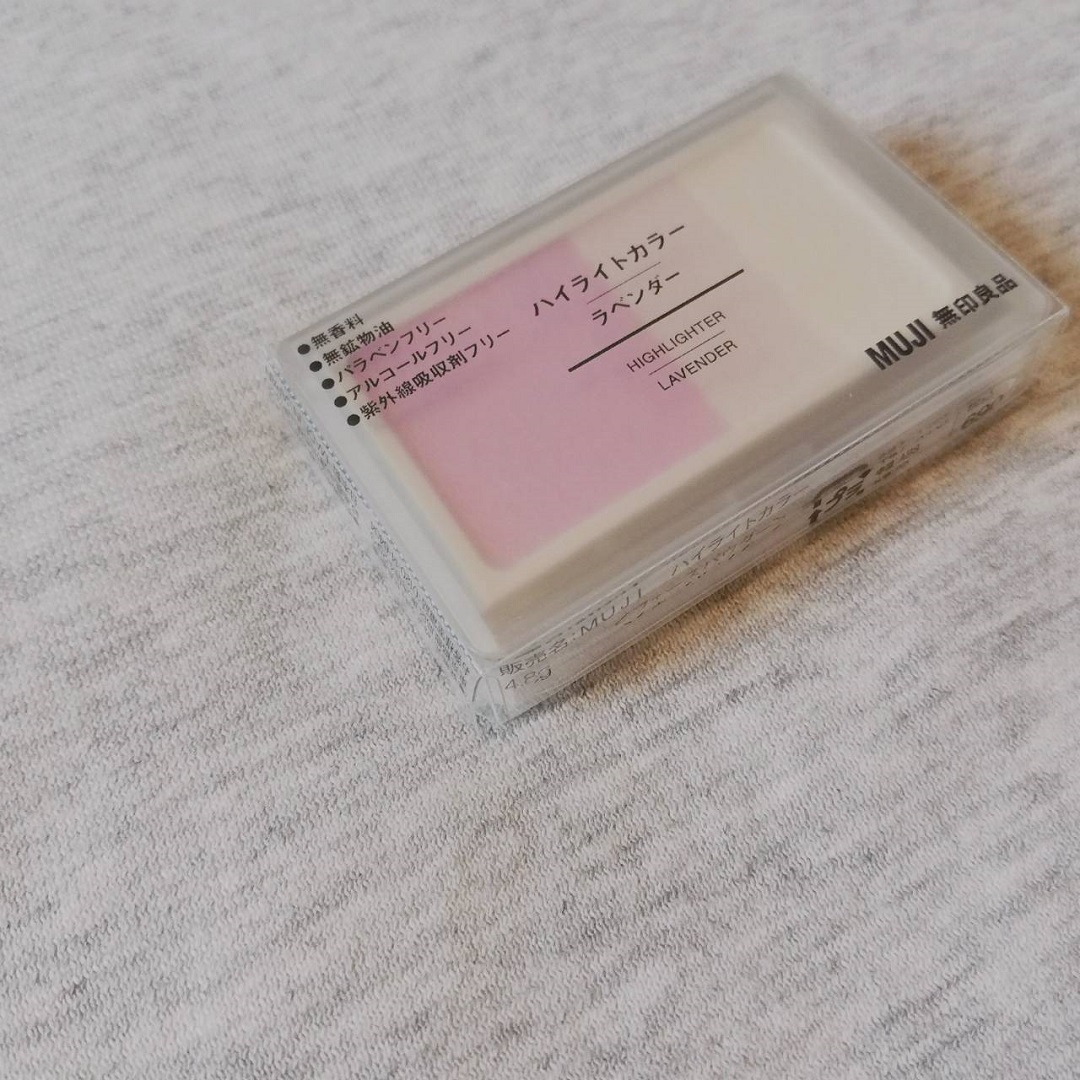 ●無香料
●無鉱物油
●パラベンフリー
●アルコールフリー
●紫外線吸収剤フリー
ハイライトカラー
ラベンダー
HIGHLIGHTER
LAVENDER
MUJI 無印良品
販売名:MUJI ハイライトカラー
4.8g